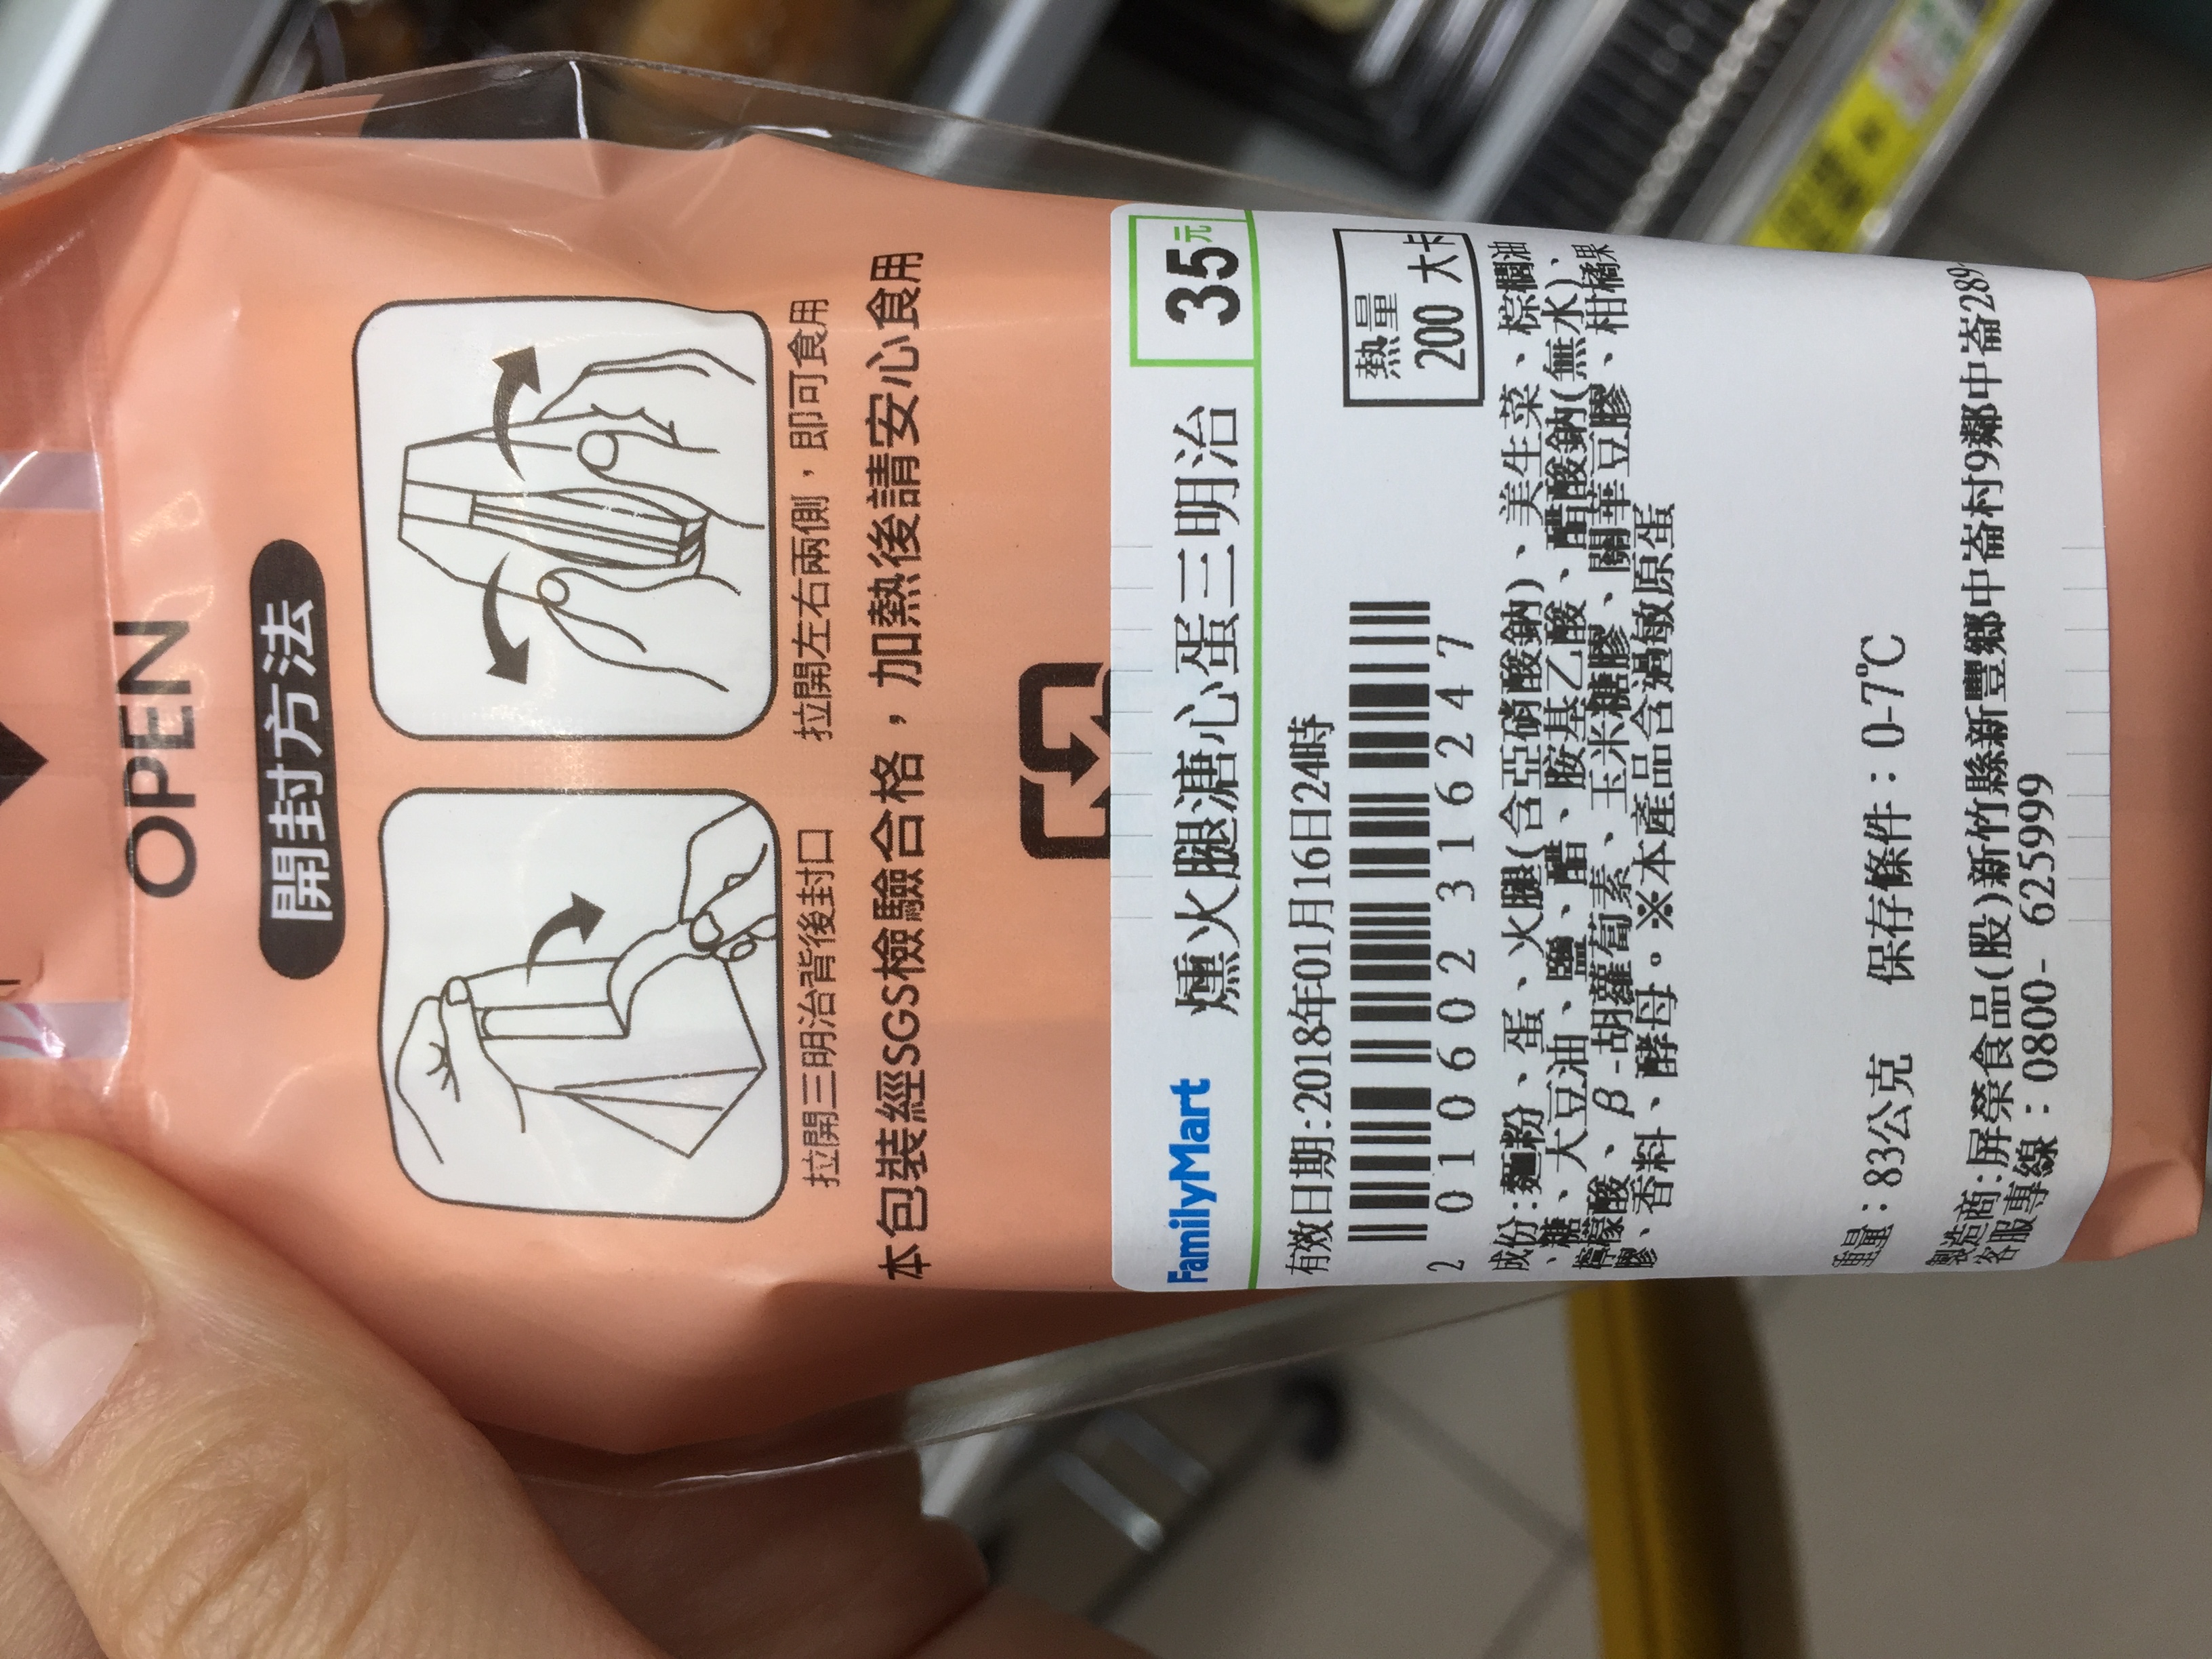 OPEN
開封方法
拉開三明治背後封口
拉開左右兩側，即可食用
本包裝經SGS檢驗合格，加熱後請安心食用
FamilyMart 燻火腿溏心蛋三明治 35元
有效日期:2018年01月16日24時
熱量
200 大卡
2 010602 316247
成份:麵粉、蛋、火腿(含亞硝酸鈉)、美生菜、棕櫚油
、糖、大豆油、鹽、醋、胺基乙酸、醋酸鈉(無水)、
檸檬酸、β-胡蘿蔔素、玉米糖膠、關華豆膠、柑橘果
膠、香料、酵母。※本產品含過敏原蛋
重量：83公克 保存條件：0-7℃
製造商:屏榮食品(股)新竹縣新豐鄉中崙村9鄰中崙289-
客服專線：0800- 625999